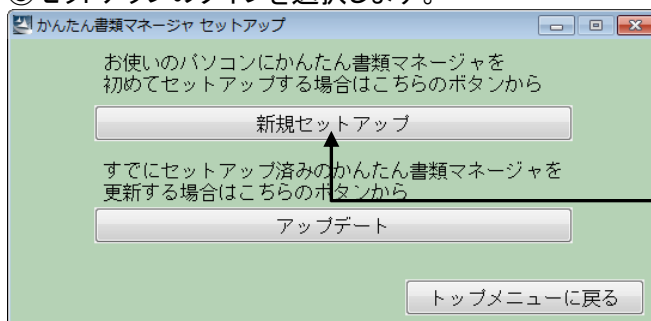 かんたん書類マネージャ セットアップ
お使いのパソコンにかんたん書類マネージャを
初めてセットアップする場合はこちらのボタンから
新規セットアップ
すでにセットアップ済みのかんたん書類マネージャを
更新する場合はこちらのボタンから
アップデート
トップメニューに戻る